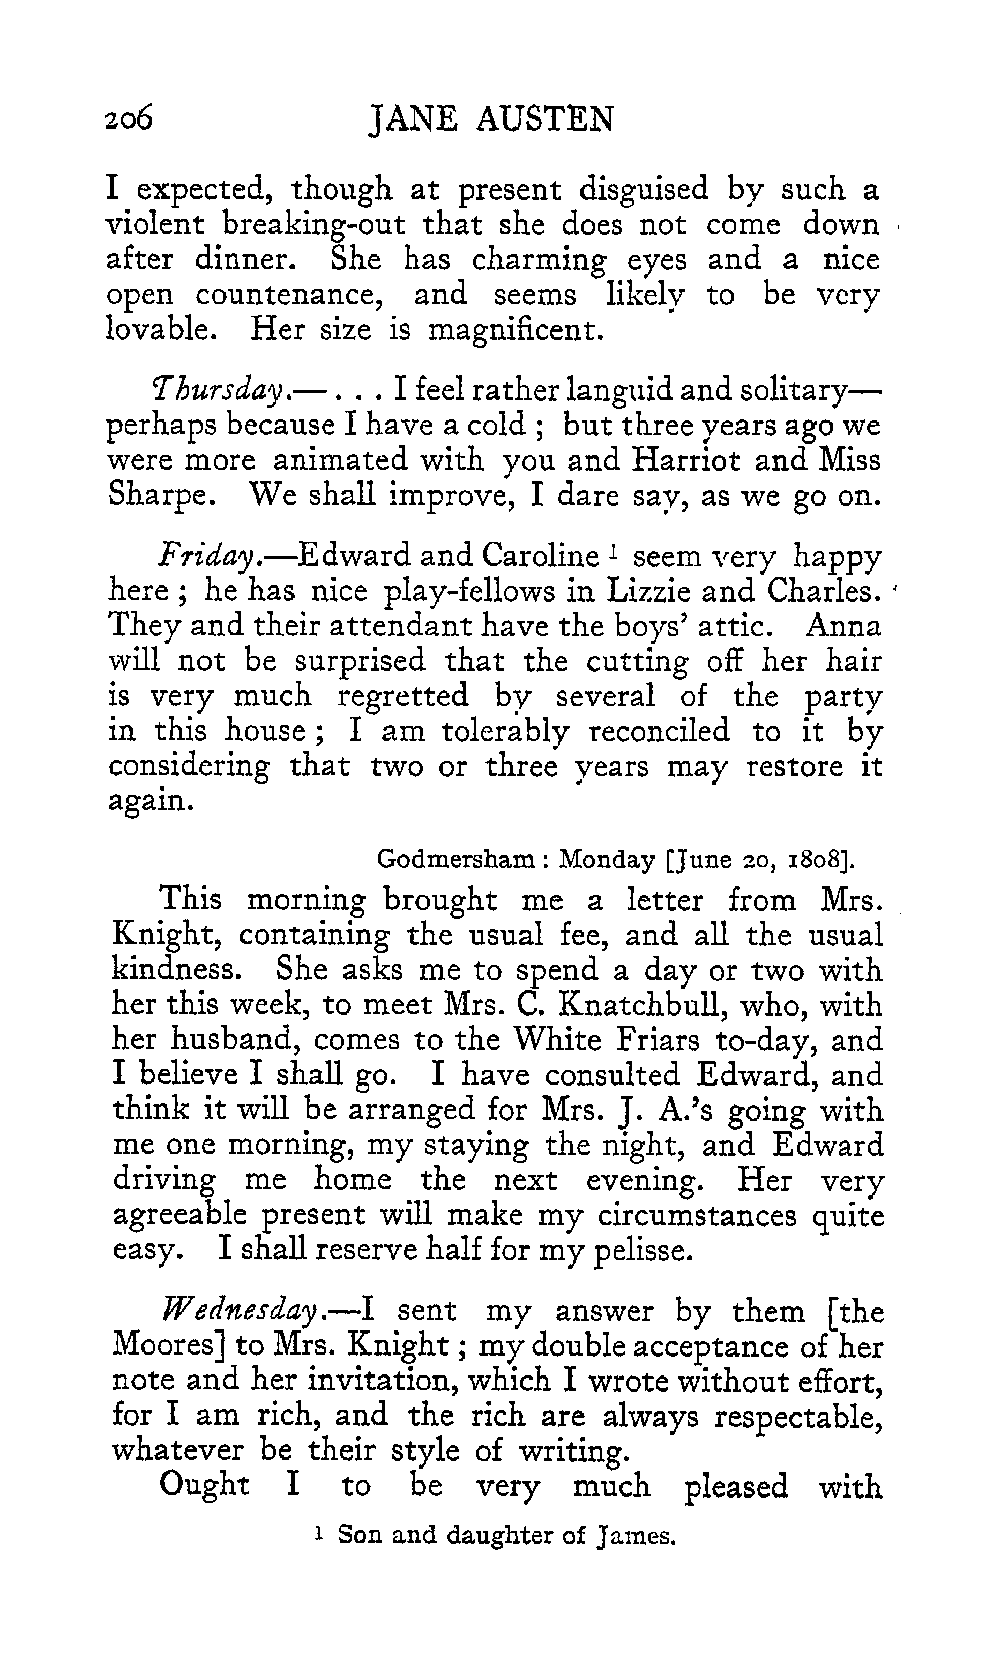 206 JANE AUSTEN
I expected, though at present disguised by such a
violent breaking-out that she does not come down
after dinner. She has charming eyes and a nice
open countenance, and seems likely to be very
lovable. Her size is magnificent.
Thursday.— . . . I feel rather languid and solitary—
perhaps because I have a cold ; but three years ago we
were more animated with you and Harriot and Miss
Sharpe. We shall improve, I dare say, as we go on.
Friday.—Edward and Caroline ¹ seem very happy
here ; he has nice play-fellows in Lizzie and Charles.
They and their attendant have the boys’ attic. Anna
will not be surprised that the cutting off her hair
is very much regretted by several of the party
in this house ; I am tolerably reconciled to it by
considering that two or three years may restore it
again.
Godmersham : Monday [June 20, 1808].
This morning brought me a letter from Mrs.
Knight, containing the usual fee, and all the usual
kindness. She asks me to spend a day or two with
her this week, to meet Mrs. C. Knatchbull, who, with
her husband, comes to the White Friars to-day, and
I believe I shall go. I have consulted Edward, and
think it will be arranged for Mrs. J. A.’s going with
me one morning, my staying the night, and Edward
driving me home the next evening. Her very
agreeable present will make my circumstances quite
easy. I shall reserve half for my pelisse.
Wednesday.—I sent my answer by them [the
Moores] to Mrs. Knight ; my double acceptance of her
note and her invitation, which I wrote without effort,
for I am rich, and the rich are always respectable,
whatever be their style of writing.
Ought I to be very much pleased with
¹ Son and daughter of James.